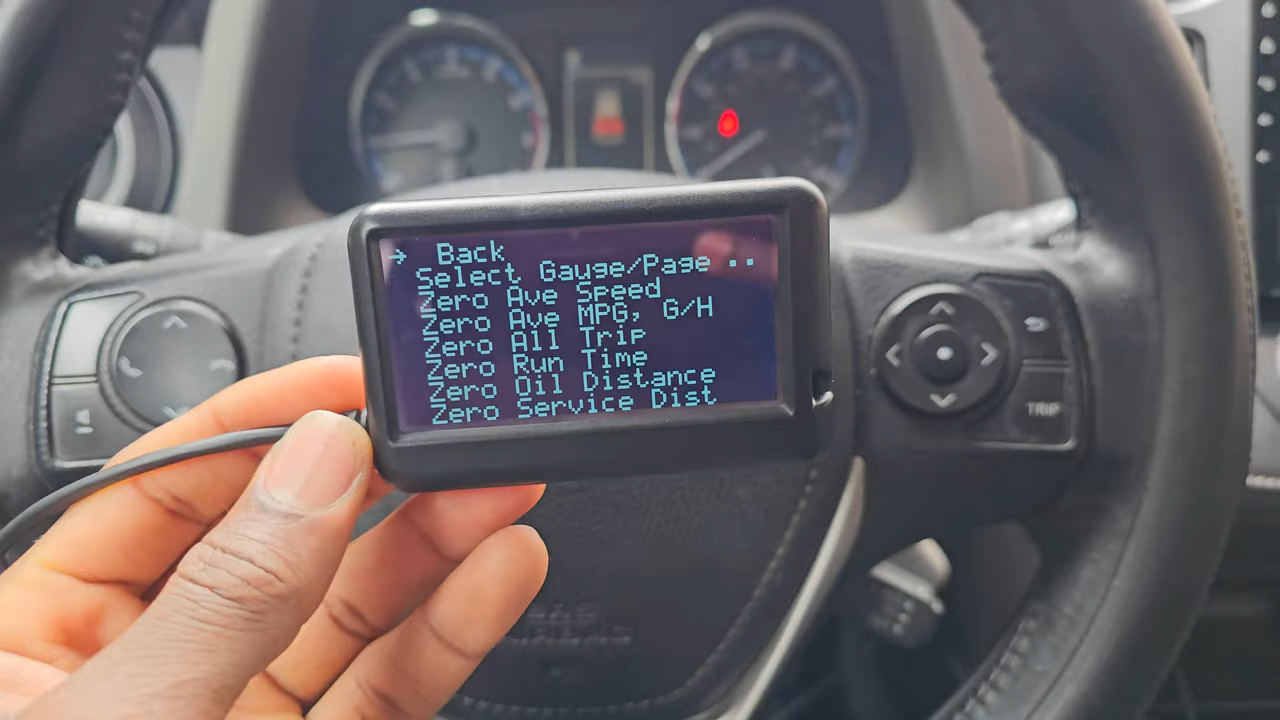 → Back
Select Gauge/Page ..
Zero Ave Speed
Zero Ave MPG, G/H
Zero All Trip
Zero Run Time
Zero Oil Distance
Zero Service Dist
TRIP